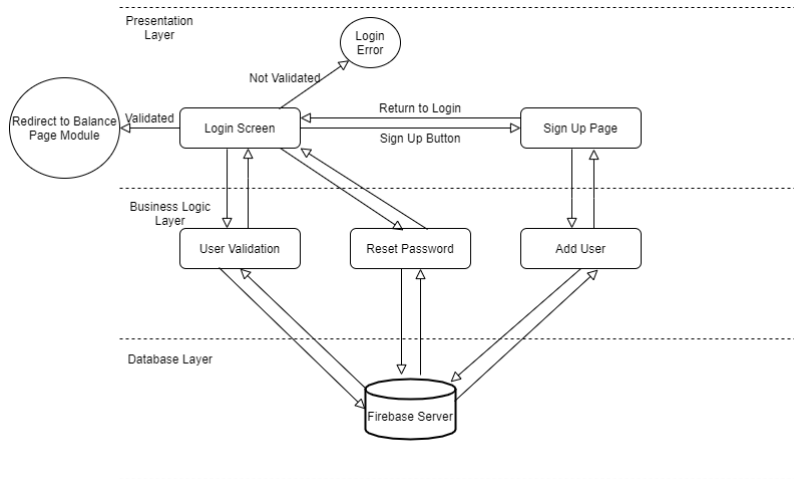 Presentation
Layer
Login
Error
Not Validated
Redirect to Balance
Page Module
Validated
Login Screen
Return to Login
Sign Up Button
Sign Up Page
Business Logic
Layer
User Validation
Reset Password
Add User
Database Layer
Firebase Server